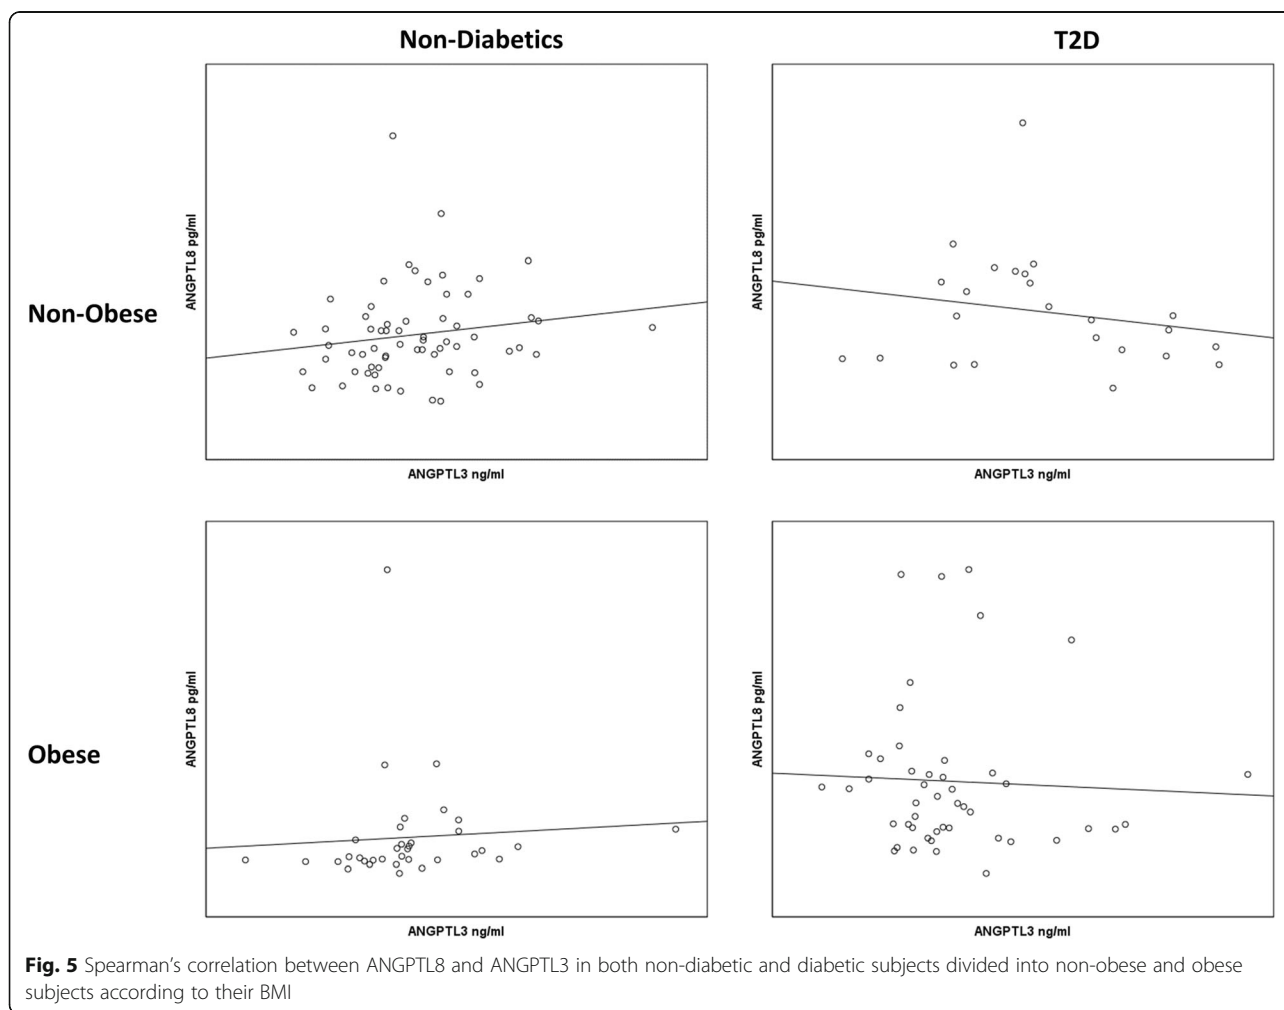 Non-Diabetics
T2D
Non-Obese
ANGPTL8 pg/ml
ANGPTL8 pg/ml
ANGPTL3 ng/ml
ANGPTL3 ng/ml
Obese
ANGPTL8 pg/ml
ANGPTL8 pg/ml
ANGPTL3 ng/ml
ANGPTL3 ng/ml
Fig. 5 Spearman's correlation between ANGPTL8 and ANGPTL3 in both non-diabetic and diabetic subjects divided into non-obese and obese
subjects according to their BMI